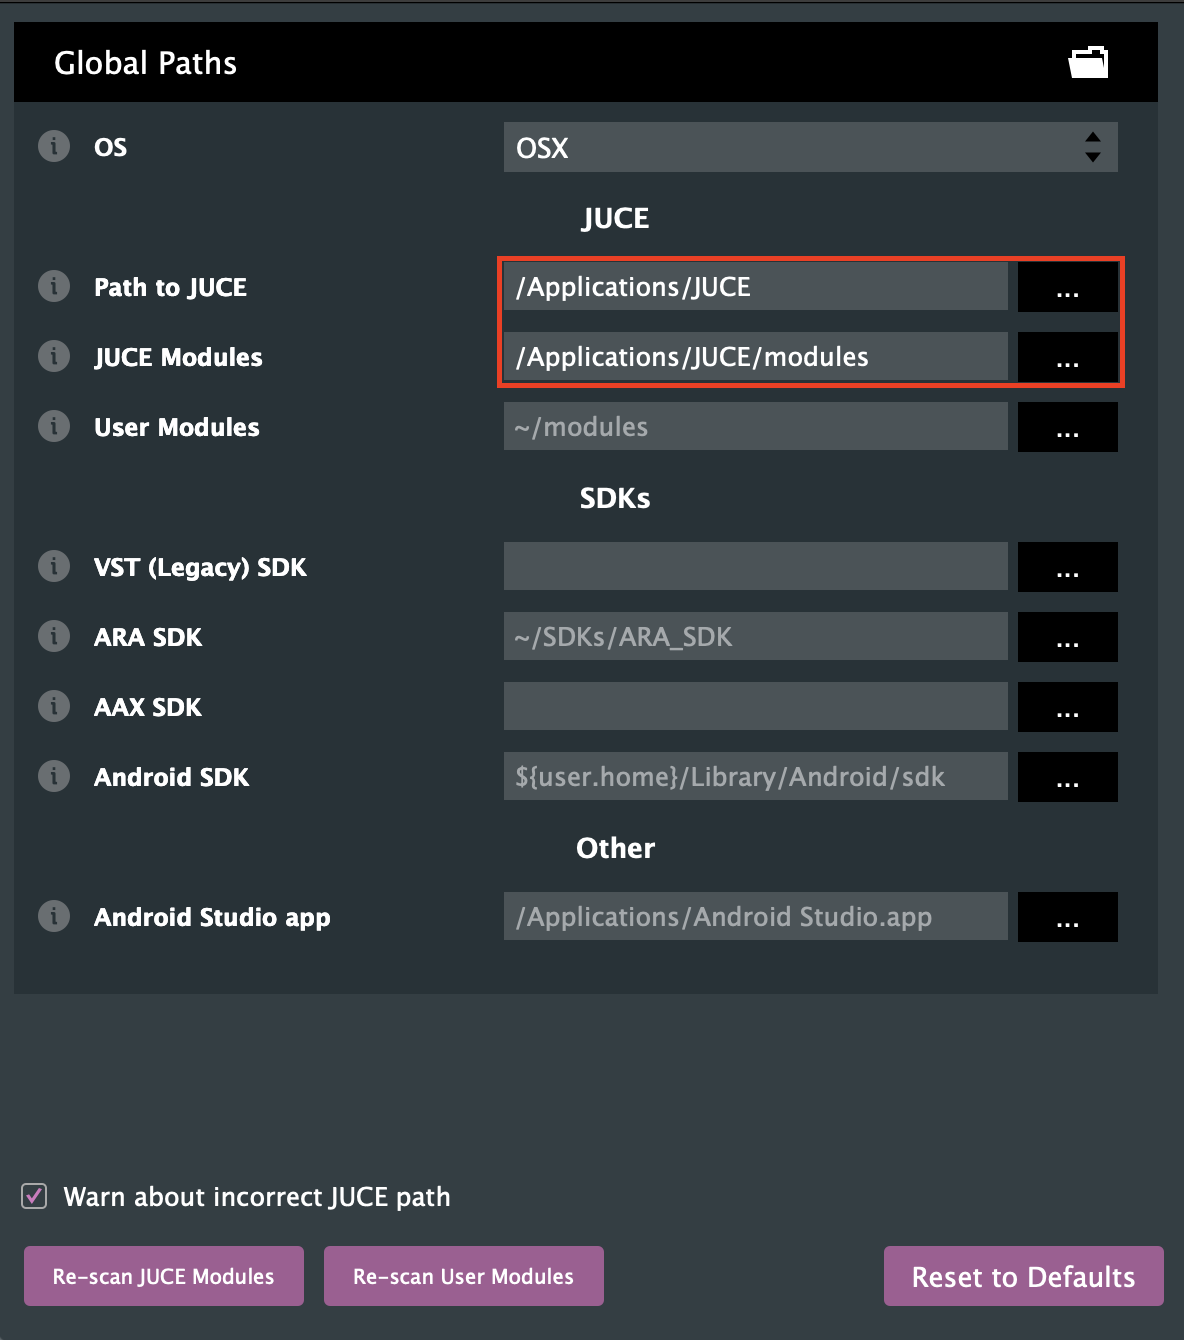 Global Paths
OS
OSX
JUCE
Path to JUCE
/Applications/JUCE
...
JUCE Modules
/Applications/JUCE/modules
...
User Modules
~/modules
...
SDKs
VST (Legacy) SDK
...
ARA SDK
~/SDKs/ARA_SDK
...
AAX SDK
...
Android SDK
${user.home}/Library/Android/sdk
...
Other
Android Studio app
/Applications/Android Studio.app
...
Warn about incorrect JUCE path
Re-scan JUCE Modules
Re-scan User Modules
Reset to Defaults